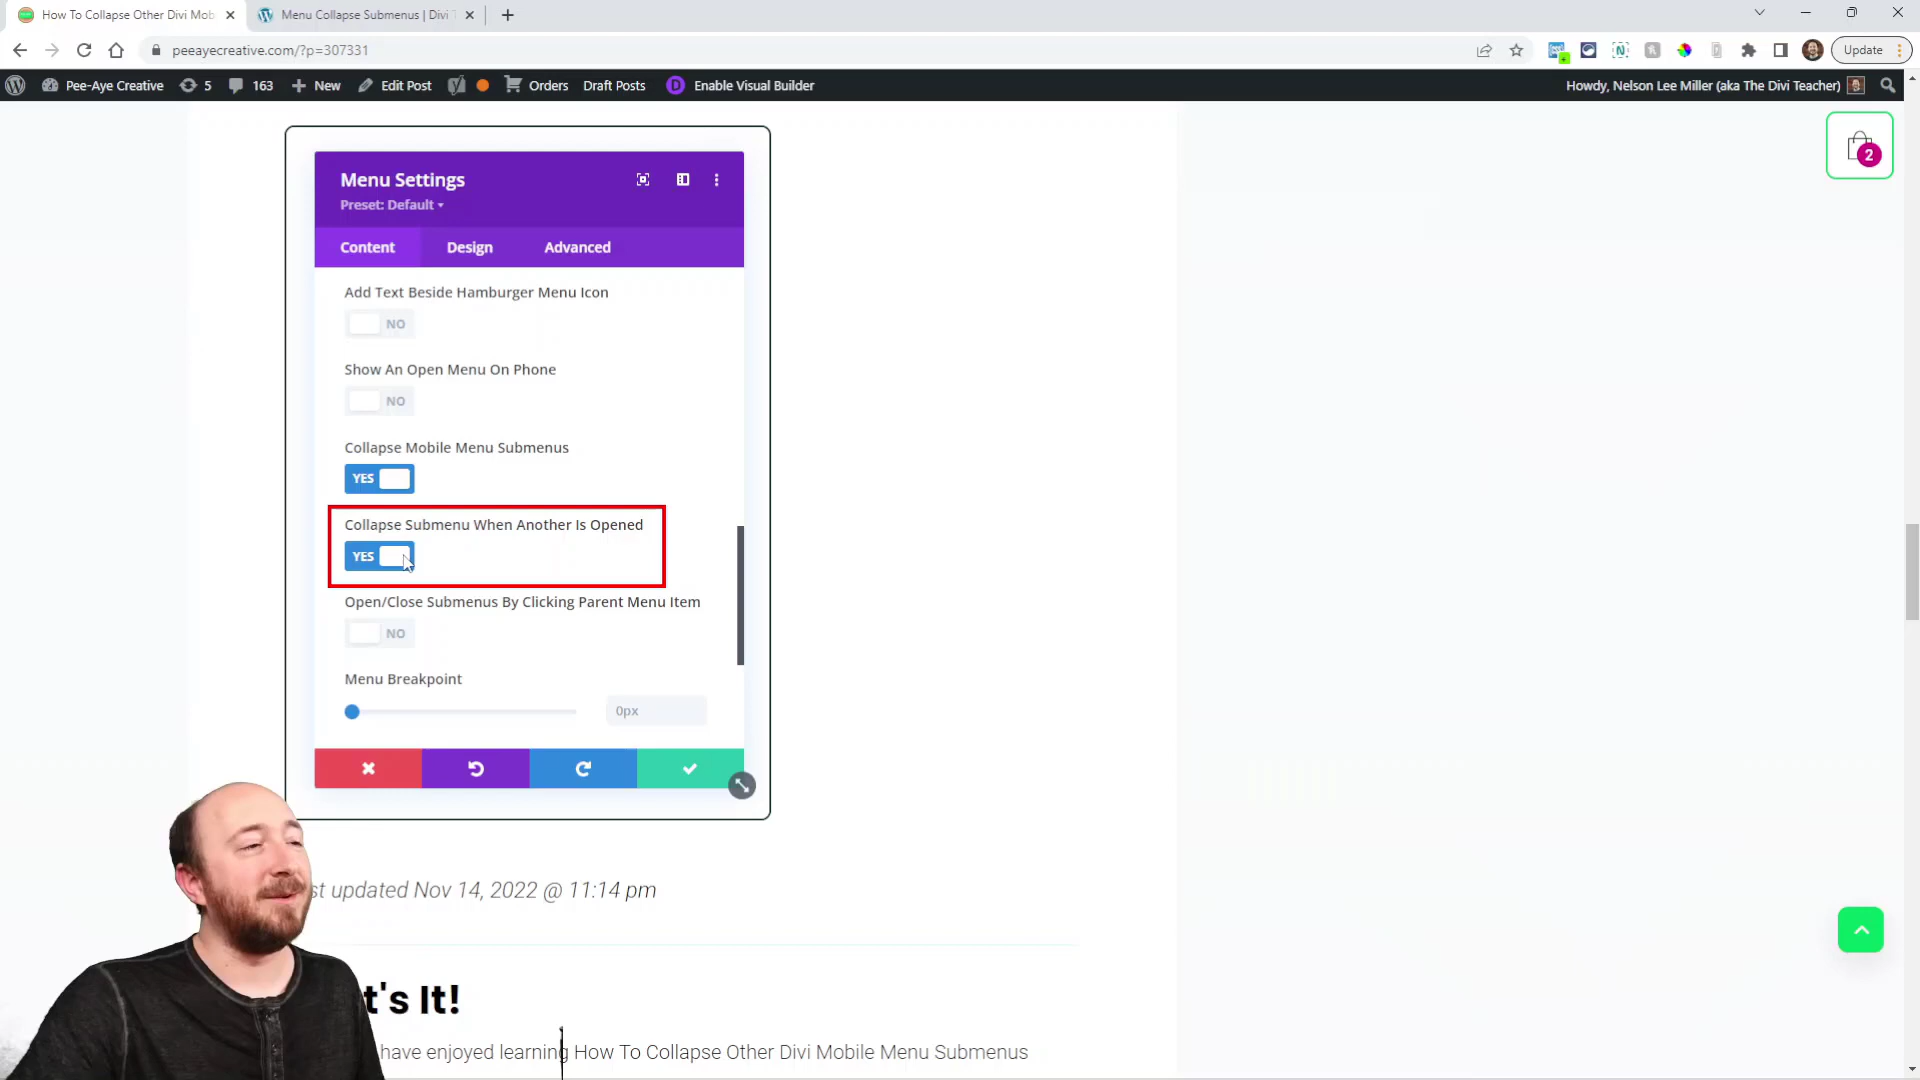 How To Collapse Other Divi Mob
Menu Collapse Submenus | Divi T
peeayecreative.com/?p=307331
Update
Pee-Aye Creative
5
163
New
Edit Post
Orders
Draft Posts
Enable Visual Builder
Howdy, Nelson Lee Miller (aka The Divi Teacher)
2
Menu Settings
Preset: Default
Content
Design
Advanced
Add Text Beside Hamburger Menu Icon
NO
Show An Open Menu On Phone
NO
Collapse Mobile Menu Submenus
YES
Collapse Submenu When Another Is Opened
YES
Open/Close Submenus By Clicking Parent Menu Item
NO
Menu Breakpoint
0px
st updated Nov 14, 2022 @ 11:14 pm
t's It!
have enjoyed learning How To Collapse Other Divi Mobile Menu Submenus